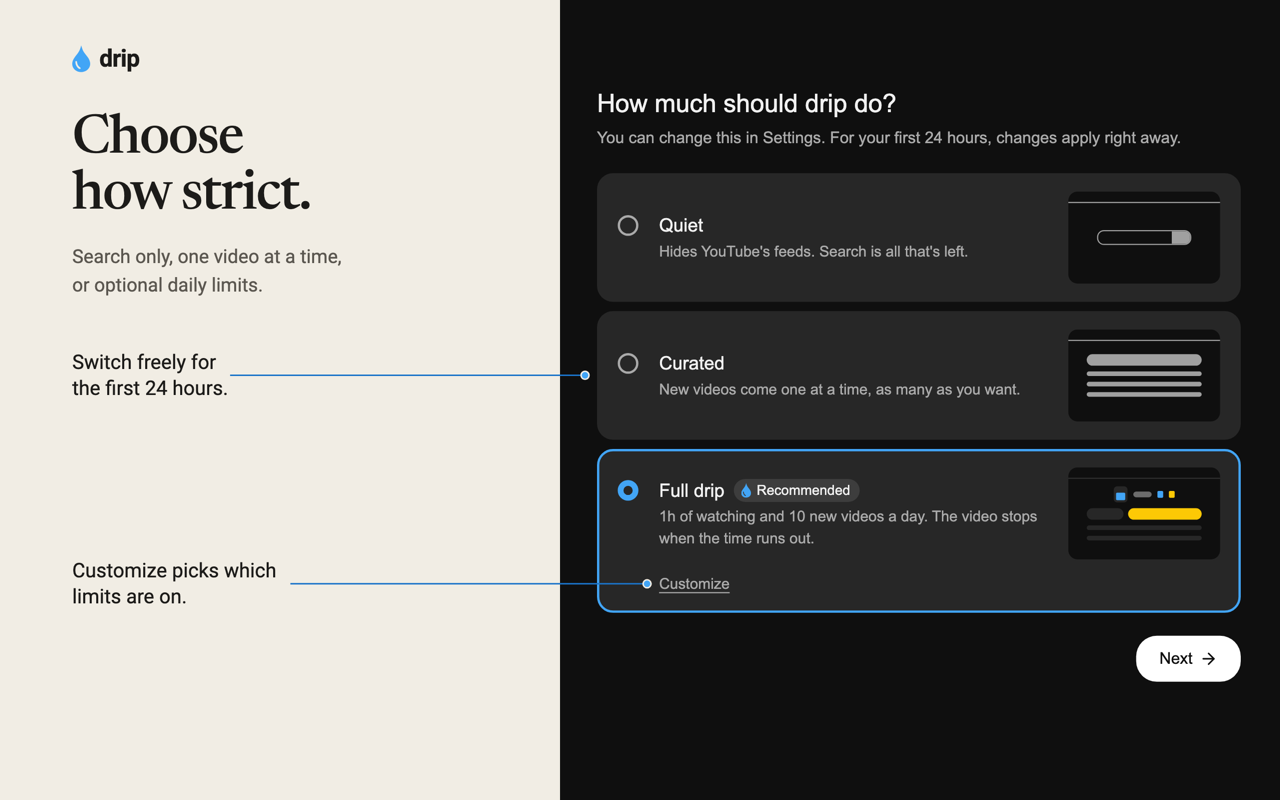 drip
Choose
how strict.
Search only, one video at a time,
or optional daily limits.
Switch freely for
the first 24 hours.
Customize picks which
limits are on.
How much should drip do?
You can change this in Settings. For your first 24 hours, changes apply right away.
Quiet
Hides YouTube's feeds. Search is all that's left.
Curated
New videos come one at a time, as many as you want.
Full drip Recommended
1h of watching and 10 new videos a day. The video stops
when the time runs out.
Customize
Next →